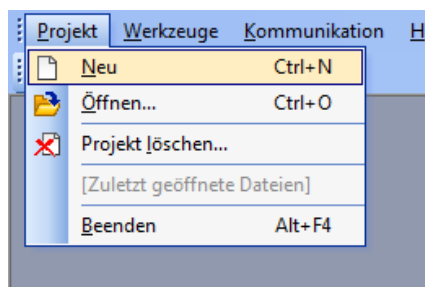 Projekt Werkzeuge Kommunikation H
Neu Ctrl+N
Öffnen... Ctrl+O
Projekt löschen...
[Zuletzt geöffnete Dateien]
Beenden Alt+F4